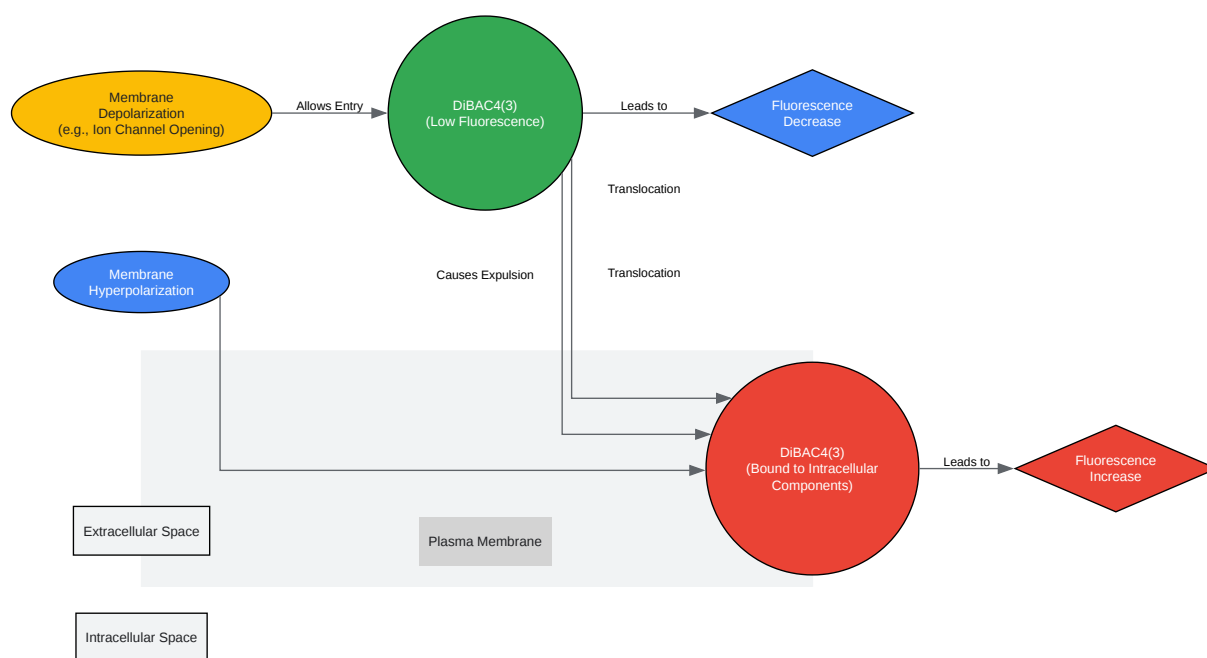 Membrane
Depolarization
(e.g., Ion Channel Opening)
Allows Entry
DiBAC4(3)
(Low Fluorescence)
Leads to
Fluorescence
Decrease
Translocation
Membrane
Hyperpolarization
Causes Expulsion
Translocation
DiBAC4(3)
(Bound to Intracellular
Components)
Leads to
Fluorescence
Increase
Extracellular Space
Plasma Membrane
Intracellular Space